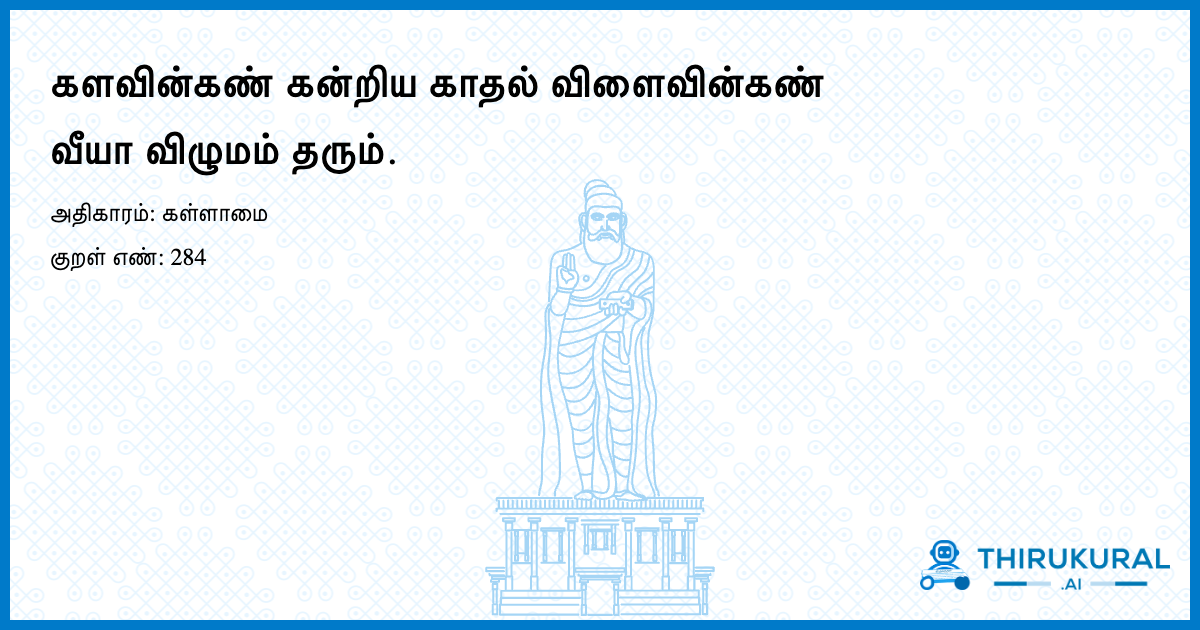 களவின்கண் கன்றிய காதல் விளைவின்கண்
வீயா விழுமம் தரும்.
அதிகாரம்: கள்ளாமை
குறள் எண்: 284
THIRUKURAL
.AI